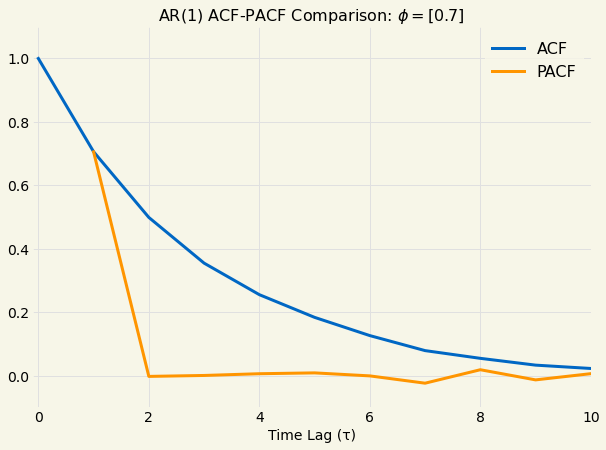 AR(1) ACF-PACF Comparison: ϕ = [0.7]
ACF
PACF
1.0
0.8
0.6
0.4
0.2
0.0
0 2 4 6 8 10
Time Lag (τ)